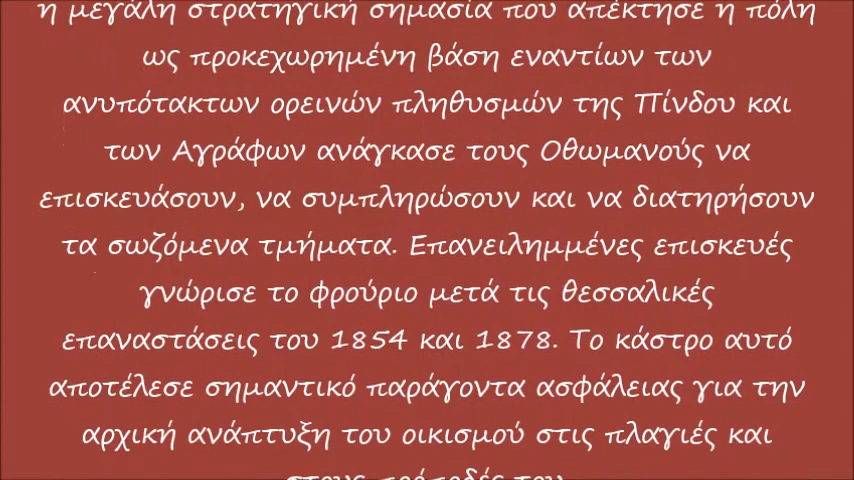 η μεγάλη στρατηγική σημασία που απέκτησε η πόλη
ως προκεχωρημένη βάση εναντίων των
ανυπότακτων ορεινών πληθυσμών της Πίνδου και
των Αγράφων ανάγκασε τους Οθωμανούς να
επισκευάσουν, να συμπληρώσουν και να διατηρήσουν
τα σωζόμενα τμήματα. Επανειλημμένες επισκευές
γνώρισε το φρούριο μετά τις θεσσαλικές
επαναστάσεις του 1854 και 1878. Το κάστρο αυτό
αποτέλεσε σημαντικό παράγοντα ασφάλειας για την
αρχική ανάπτυξη του οικισμού στις πλαγιές και
στους πρόποδές του